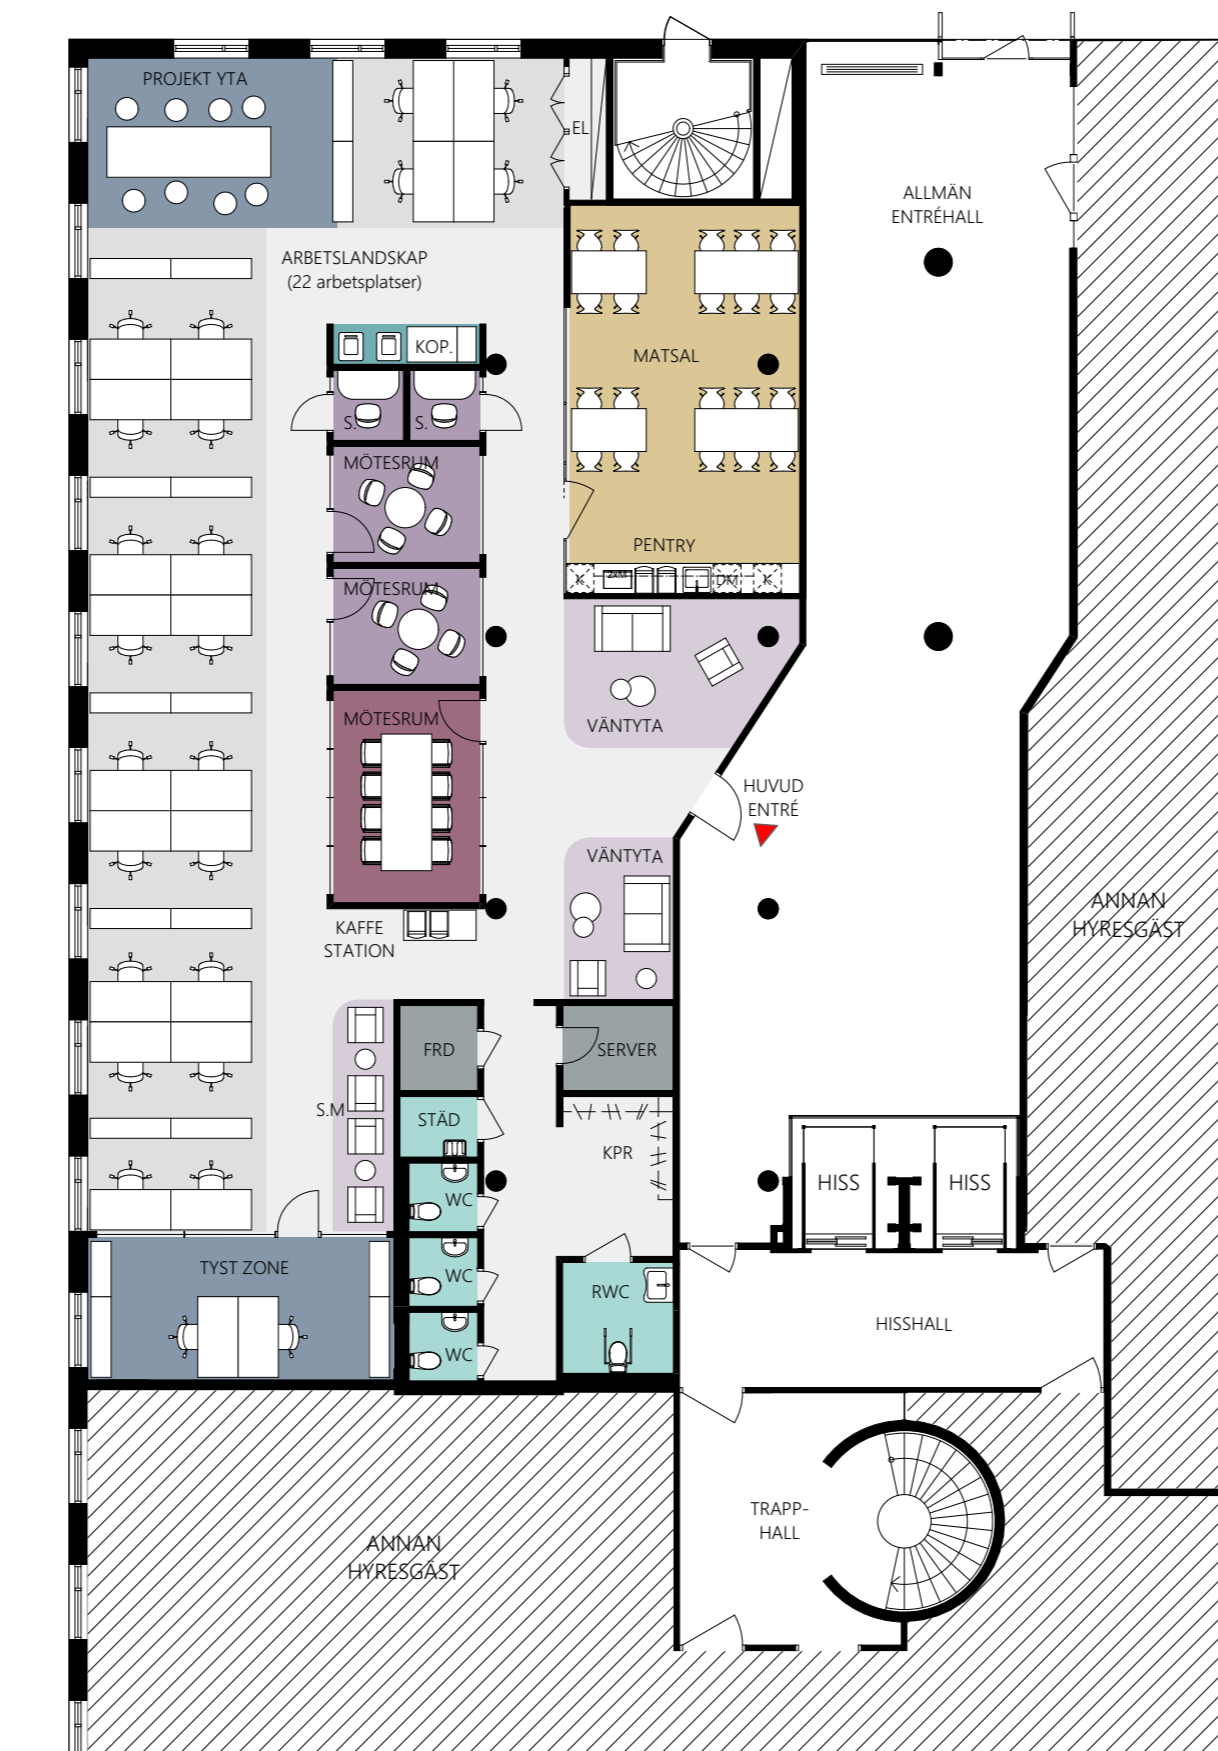 PROJEKT YTA
EL
ALLMÄN
ENTRÉHALL
ARBETSLANDSKAP
(22 arbetsplatser)
KOP.
MATSAL
S.
S.
MÖTESRUM
PENTRY
K
DM
K
MÖTESRUM
MÖTESRUM
VÄNTYTA
HUVUD
ENTRÉ
VÄNTYTA
KAFFE
STATION
ANNAN
HYRESGÄST
FRD
SERVER
S.M
STÄD
KPR
WC
HISS
HISS
TYST ZONE
WC
RWC
HISSHALL
WC
TRAPP-
HALL
ANNAN
HYRESGÄST